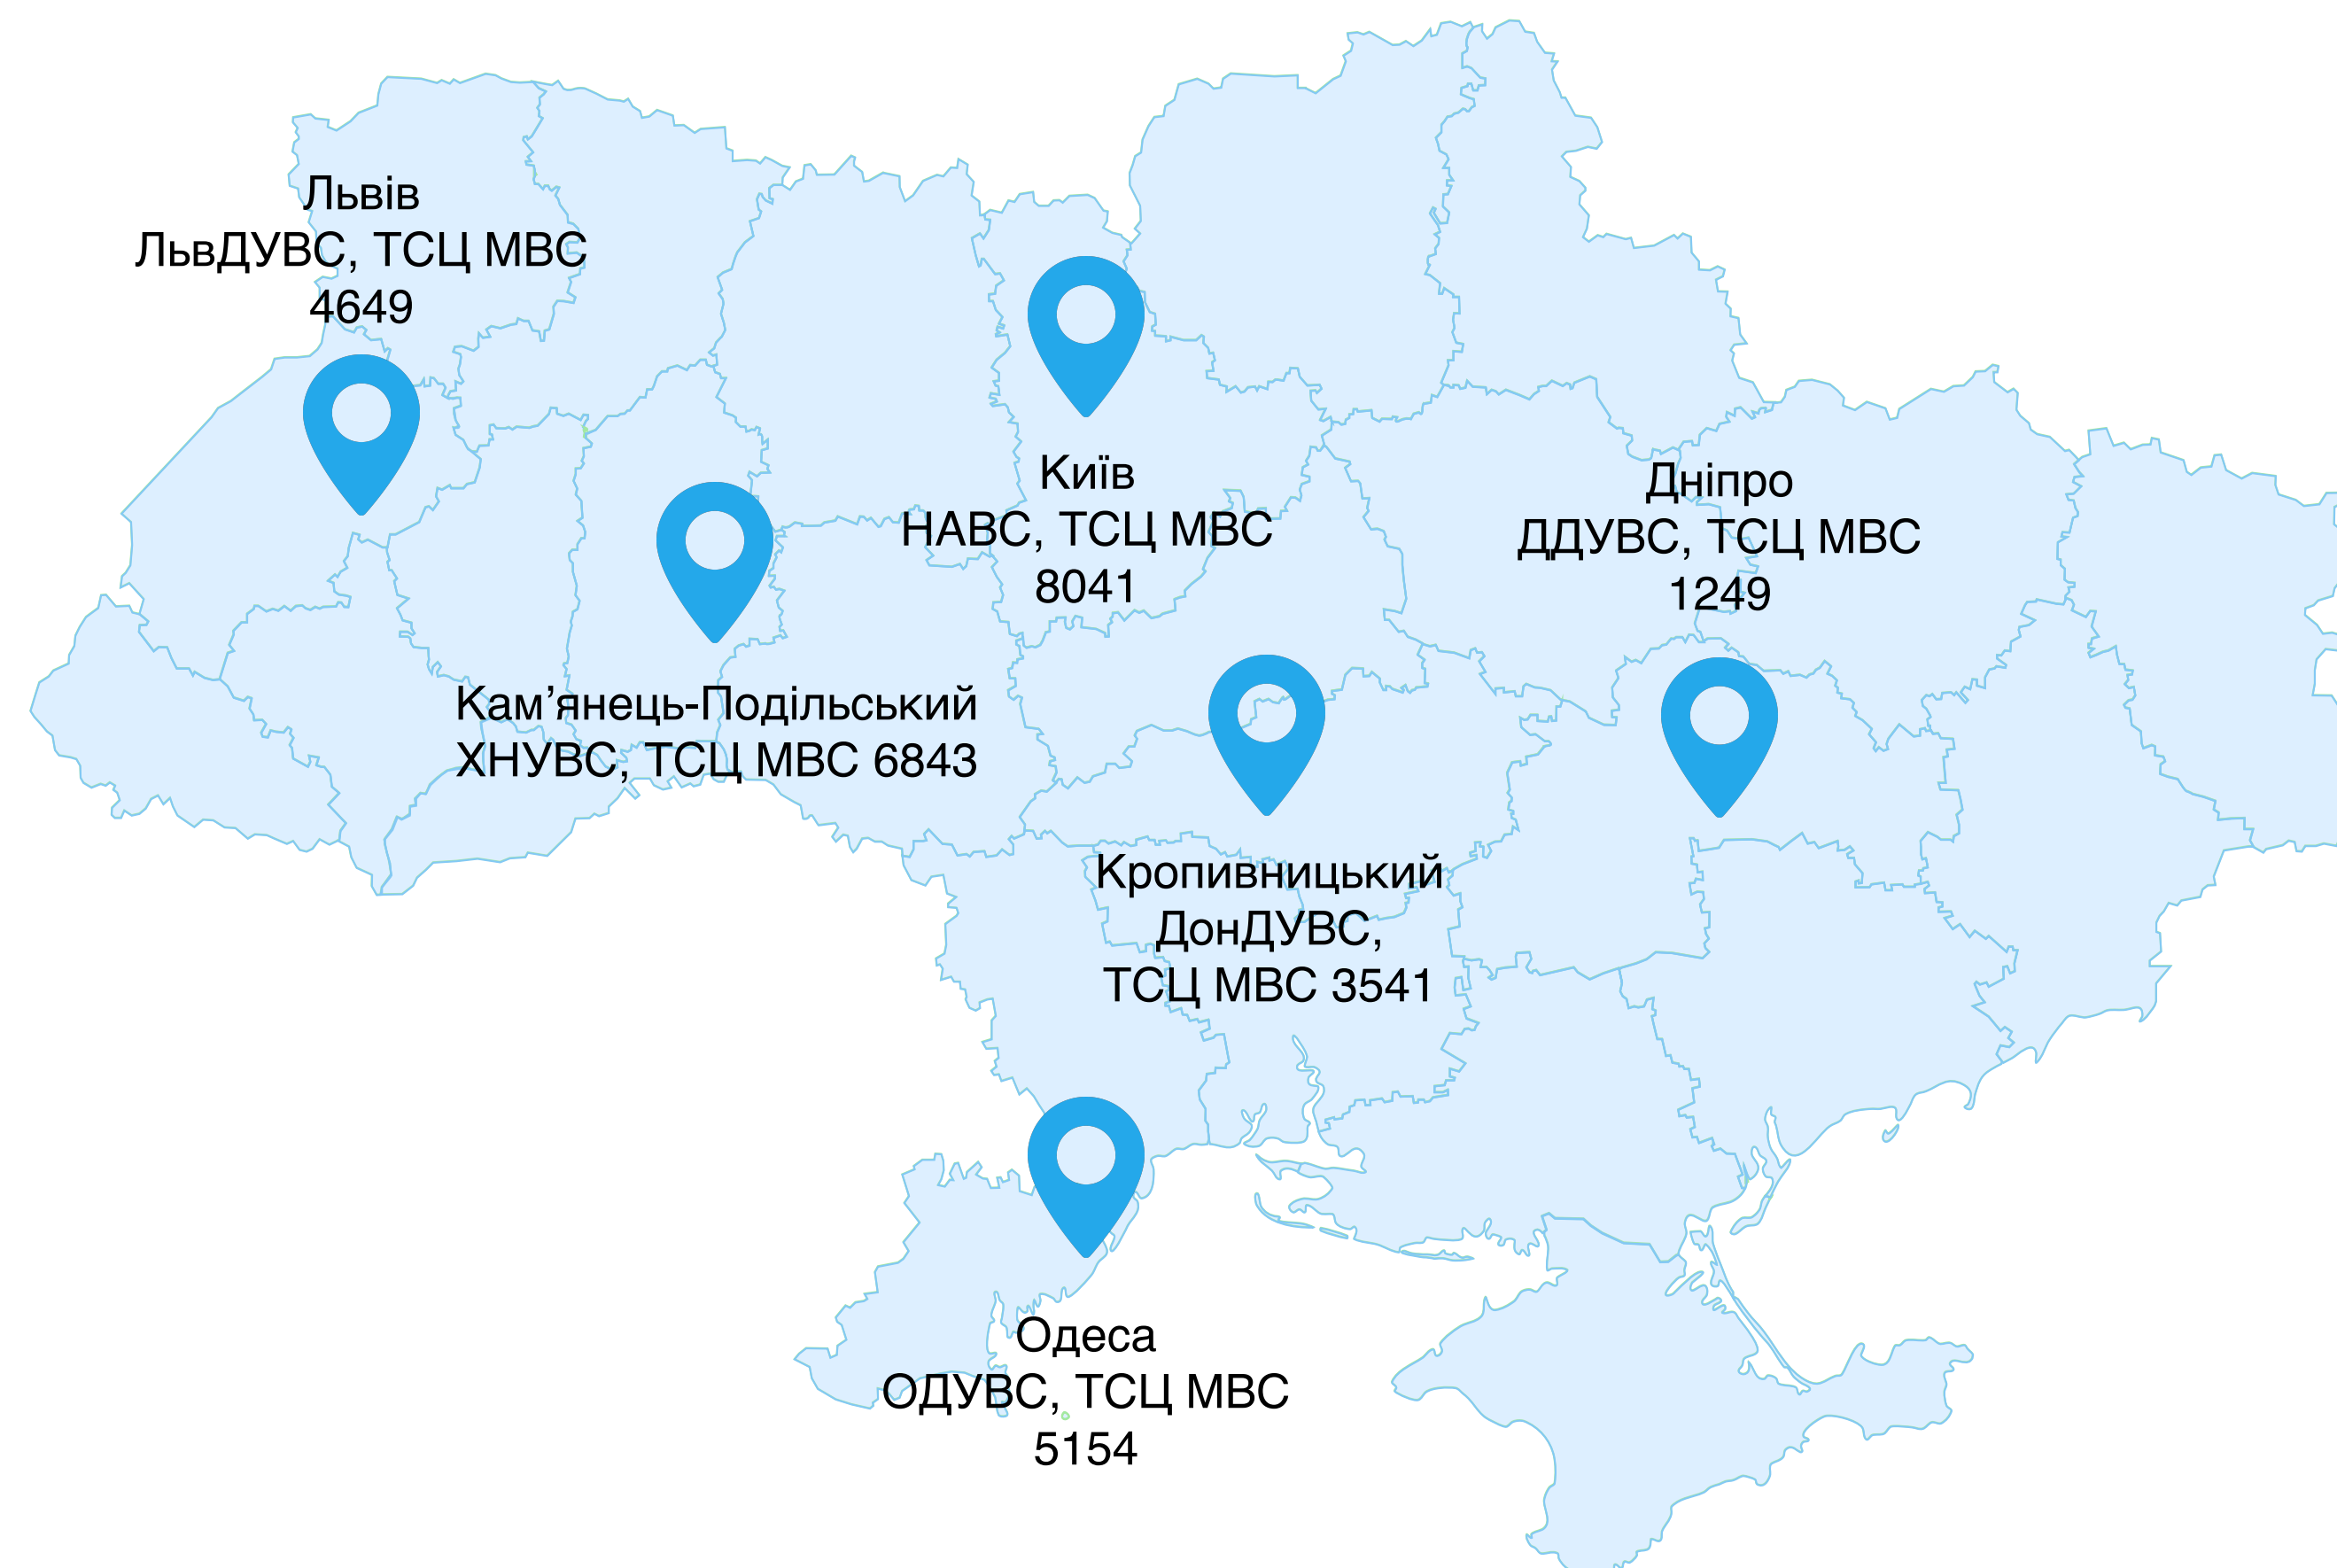 Львів
ЛьвДУВС, ТСЦ МВС
4649
Київ
НАВС, ТСЦ МВС
8041
Дніпро
ДДУВС, ТСЦ МВС
1249
Кам’янець-Подільський
ХНУВС, ТСЦ МВС 6843
Кропивницький
ДонДУВС,
ТСЦ МВС 3541
Одеса
ОДУВС, ТСЦ МВС
5154